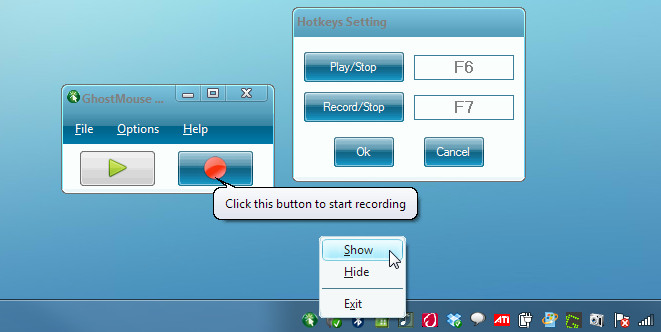 Hotkeys Setting
Play/Stop
F6
Record/Stop
F7
Ok
Cancel
GhostMouse ...
File
Options
Help
Click this button to start recording
Show
Hide
Exit
ATI